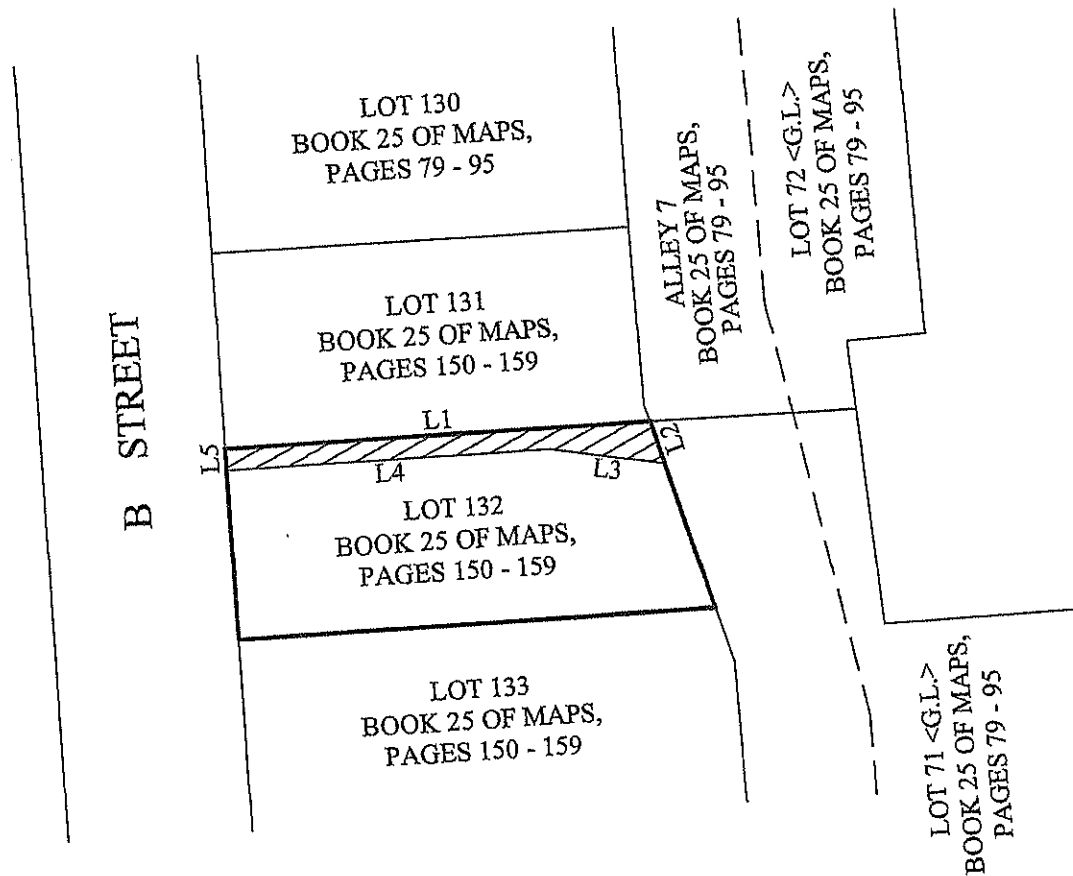 LOT 130
BOOK 25 OF MAPS,
PAGES 79 - 95
LOT 72 <G.L.>
BOOK 25 OF MAPS,
PAGES 79 - 95
ALLEY 7
BOOK 25 OF MAPS,
PAGES 79 - 95
LOT 131
BOOK 25 OF MAPS,
PAGES 150 - 159
B STREET
L1
L2
L5
L4
L3
LOT 132
BOOK 25 OF MAPS,
PAGES 150 - 159
LOT 133
BOOK 25 OF MAPS,
PAGES 150 - 159
LOT 71 <G.L.>
BOOK 25 OF MAPS,
PAGES 79 - 95